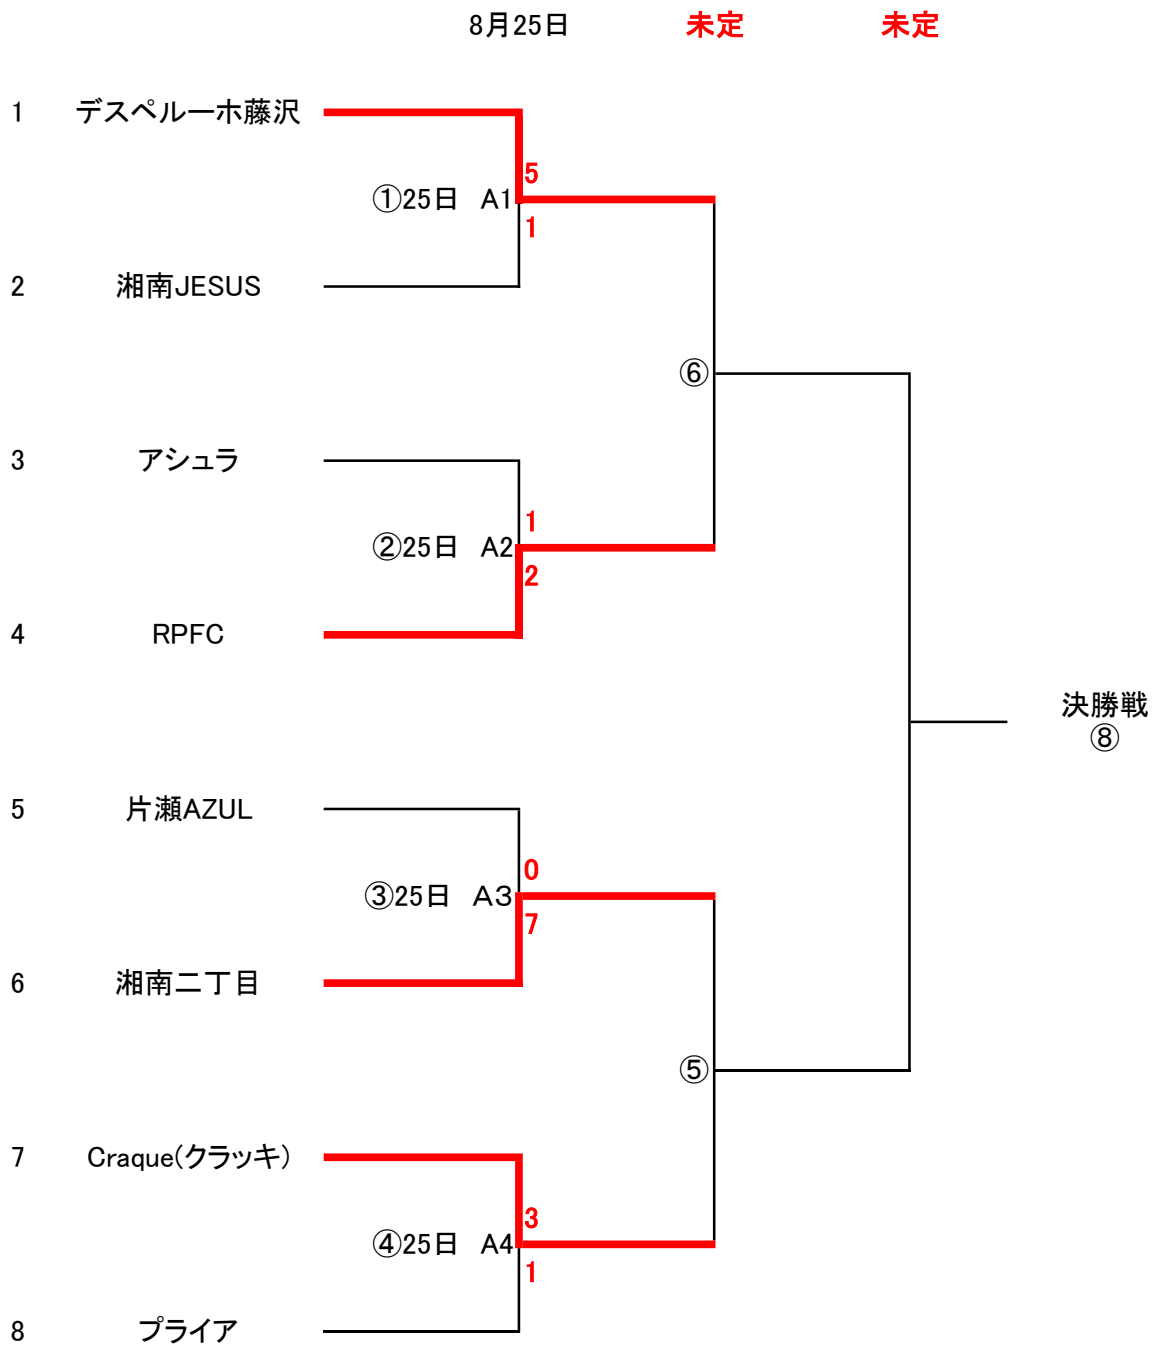 8月25日 未定 未定
1 デスペルーホ藤沢
5
①25日 A1
1
2 湘南JESUS
⑥
3 アシュラ
1
②25日 A2
2
4 RPFC
決勝戦
⑧
5 片瀬AZUL
0
③25日 A3
7
6 湘南二丁目
⑤
7 Craque(クラッキ)
3
④25日 A4
1
8 プライア